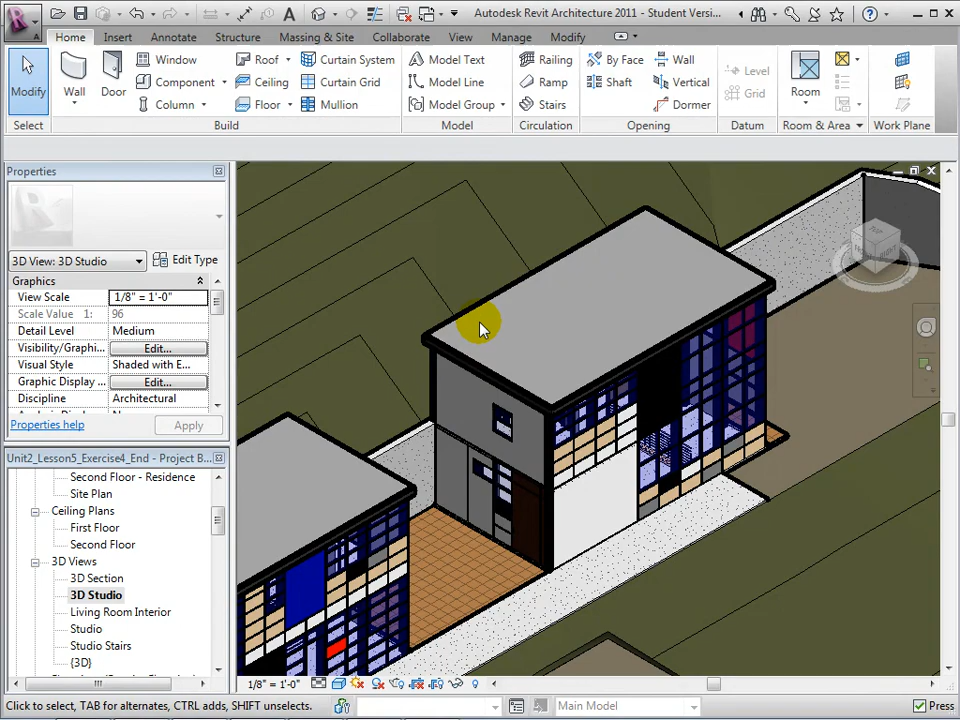 Autodesk Revit Architecture 2011 - Student Versi...
Home Insert Annotate Structure Massing & Site Collaborate View Manage Modify
Modify
Wall
Door
Window
Component
Column
Roof
Ceiling
Floor
Curtain System
Curtain Grid
Mullion
Model Text
Model Line
Model Group
Railing
Ramp
Stairs
By Face
Shaft
Wall
Vertical
Dormer
Level
Grid
Room
Select Build Model Circulation Opening Datum Room & Area Work Plane
Properties
3D View: 3D Studio Edit Type
Graphics
View Scale 1/8" = 1'-0"
Scale Value 1: 96
Detail Level Medium
Visibility/Graphi... Edit...
Visual Style Shaded with E...
Graphic Display ... Edit...
Discipline Architectural
Properties help Apply
Unit2_Lesson5_Exercise4_End - Project B...
Second Floor - Residence
Site Plan
Ceiling Plans
First Floor
Second Floor
3D Views
3D Section
3D Studio
Living Room Interior
Studio
Studio Stairs
{3D}
TOP
1/8" = 1'-0"
Click to select, TAB for alternates, CTRL adds, SHIFT unselects.
Main Model
Press